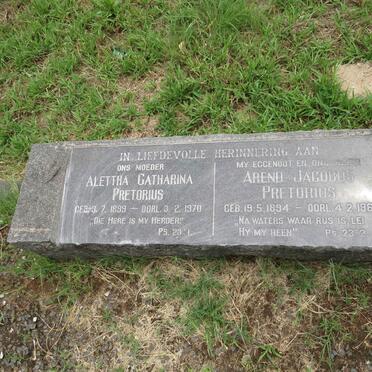 IN LIEFDEVOLLE HERINNERING AAN
ONS MOEDER
ALETTHA CATHARINA
PRETORIUS
GEB. 3.7.1899 - OORL. 3.2.1970
"DIE HERE IS MY HERDER"
PS. 23:1
MY EGGENOOT EN ONS
AREND JACOBUS
PRETORIUS
GEB. 19.5.1894 - OORL. 4.2.
"NA WATERS WAAR RUS IS, LEI
HY MY HEEN"
PS. 23:2